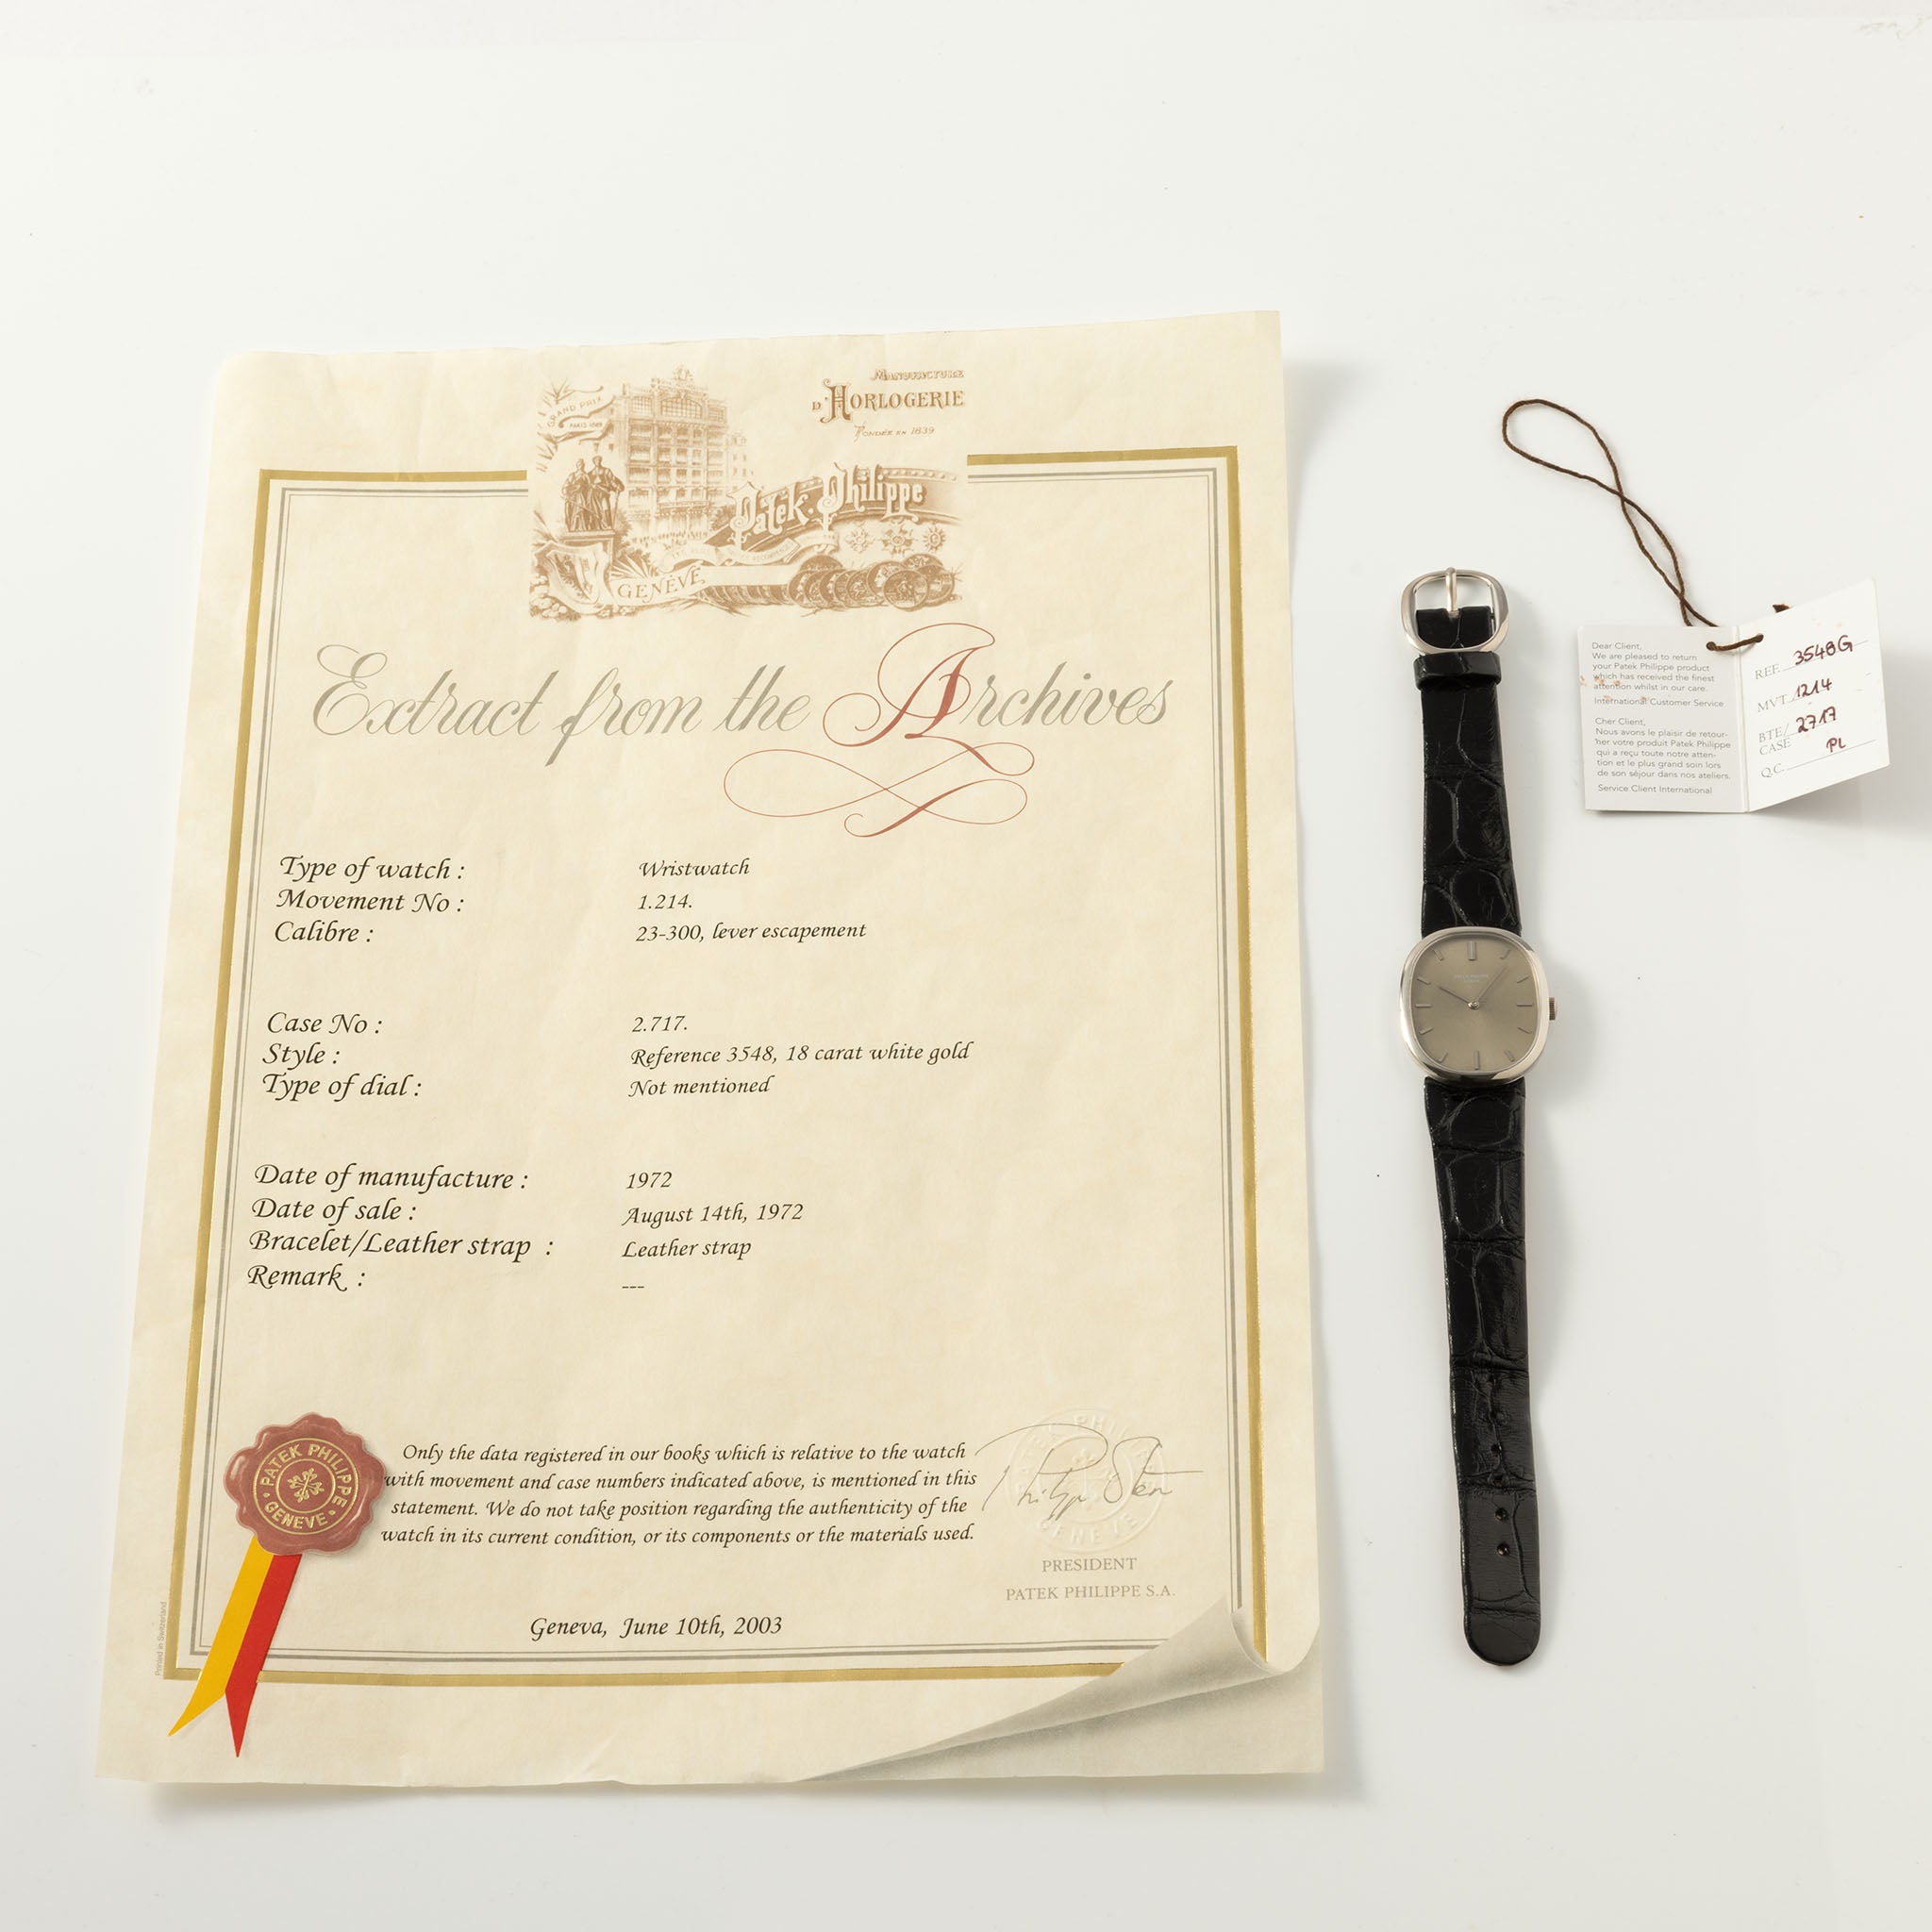 GRAND PRIX
MANUFACTURE
D'HORLOGERIE
FONDÉE EN 1839
Patek. Philippe
GENÈVE
Extract from the Archives
Type of watch : Wristwatch
Movement No : 1.214.
Calibre : 23-300, lever escapement
Case No : 2.717.
Style : Reference 3548, 18 carat white gold
Type of dial : Not mentioned
Date of manufacture : 1972
Date of sale : August 14th, 1972
Bracelet/Leather strap : Leather strap
Remark : ---
PATEK PHILIPPE
GENEVE
Only the data registered in our books which is relative to the watch
with movement and case numbers indicated above, is mentioned in this
statement. We do not take position regarding the authenticity of the
watch in its current condition, or its components or the materials used.
Philipp Stern
PRESIDENT
PATEK PHILIPPE S.A.
Geneva, June 10th, 2003
Printed in Switzerland
Dear Client,
We are pleased to return
your Patek Philippe product
which has received the finest
attention whilst in our care.
International Customer Service
Cher Client,
Nous avons le plaisir de retour-
her votre produit Patek Philippe
qui a reçu toute notre atten-
tion et le plus grand soin lors
de son séjour dans nos ateliers.
Service Client International
REF. 3548G
MVT. 1214
BTE/ 2717
CASE
Q.C. PL